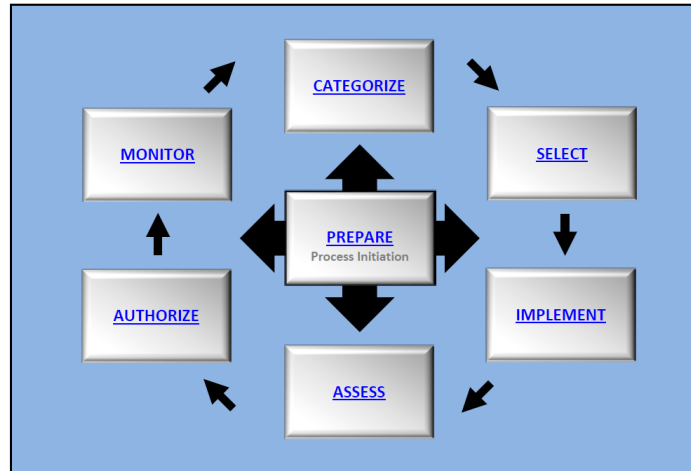 CATEGORIZE
MONITOR
SELECT
PREPARE
Process Initiation
AUTHORIZE
IMPLEMENT
ASSESS